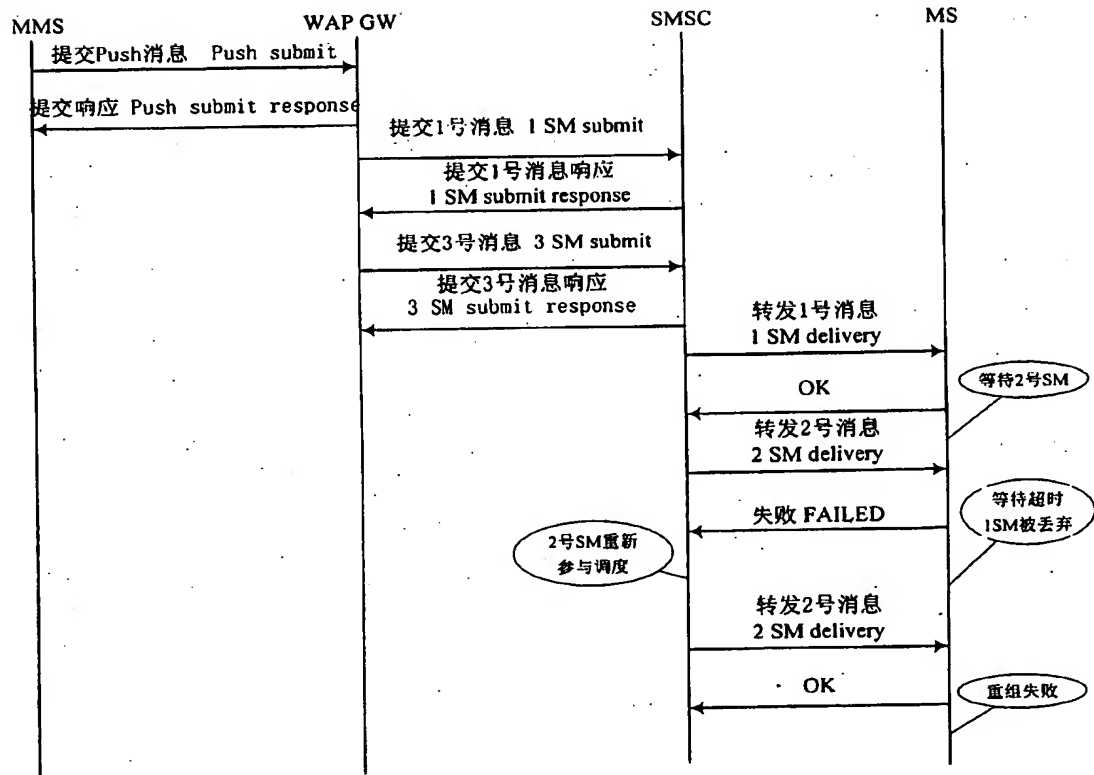 MMS
WAP GW
SMSC
MS
提交Push消息 Push submit
提交响应 Push submit response
提交1号消息 1 SM submit
提交1号消息响应
1 SM submit response
提交3号消息 3 SM submit
提交3号消息响应
3 SM submit response
转发1号消息
1 SM delivery
OK
等待2号SM
转发2号消息
2 SM delivery
失败 FAILED
等待超时
1SM被丢弃
2号SM重新
参与调度
转发2号消息
2 SM delivery
OK
重组失败